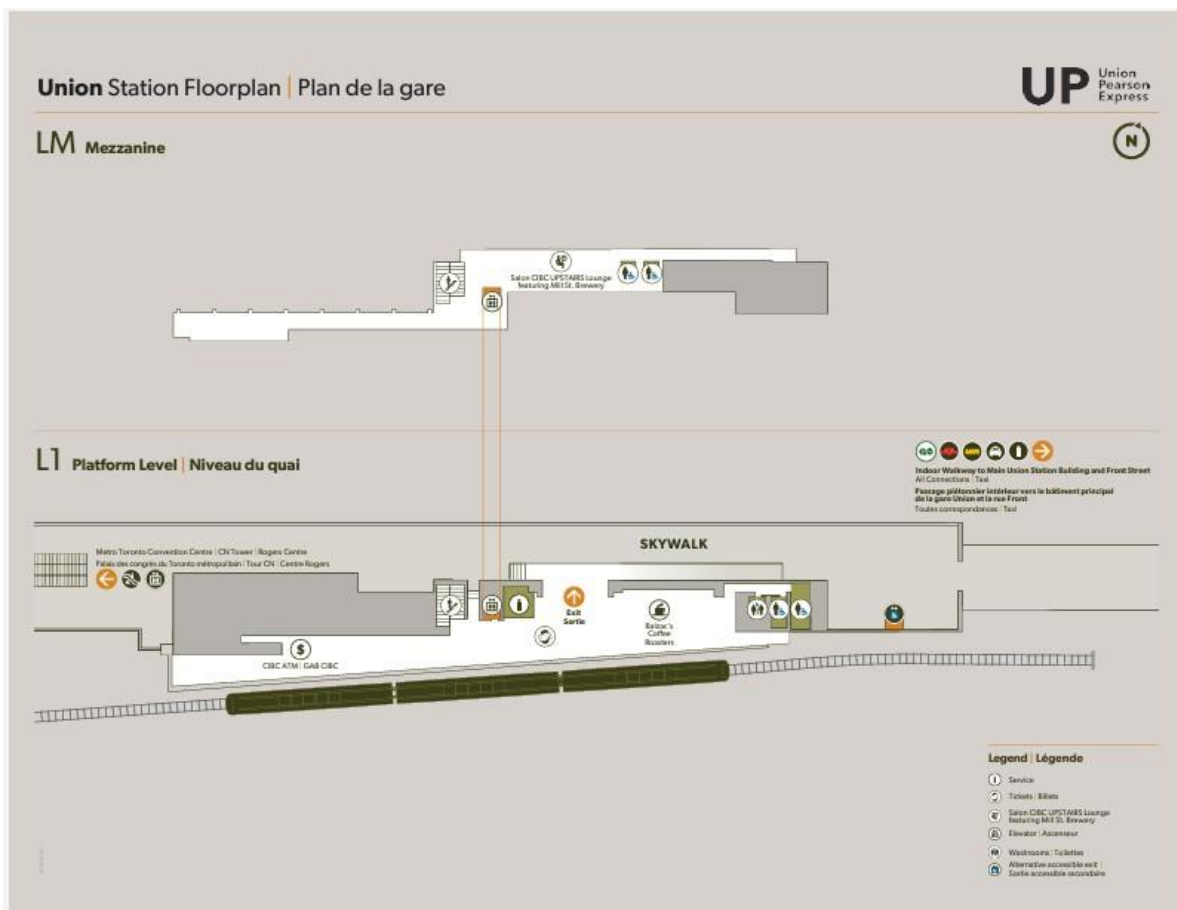 Union Station Floorplan | Plan de la gare
UP Union
Pearson
Express
LM Mezzanine
N
Salon CIBC UPSTAIRS Lounge
featuring Mill St. Brewery
L1 Platform Level | Niveau du quai
Indoor Walkway to Main Union Station Building and Front Street
All Connections | Taxi
Passage piétonnier intérieur vers le bâtiment principal
de la gare Union et la rue Front
Toutes correspondances | Taxi
SKYWALK
Metro Toronto Convention Centre | CN Tower | Rogers Centre
Palais des congrès du Toronto métropolitain | Tour CN | Centre Rogers
Exit
Sortie
Balzac's
Coffee
Roasters
$
CIBC ATM | GAB CIBC
Legend | Légende
Service
Tickets | Billets
Salon CIBC UPSTAIRS Lounge
featuring Mill St. Brewery
Elevator | Ascenseur
Washrooms | Toilettes
Alternative accessible exit |
Sortie accessible secondaire